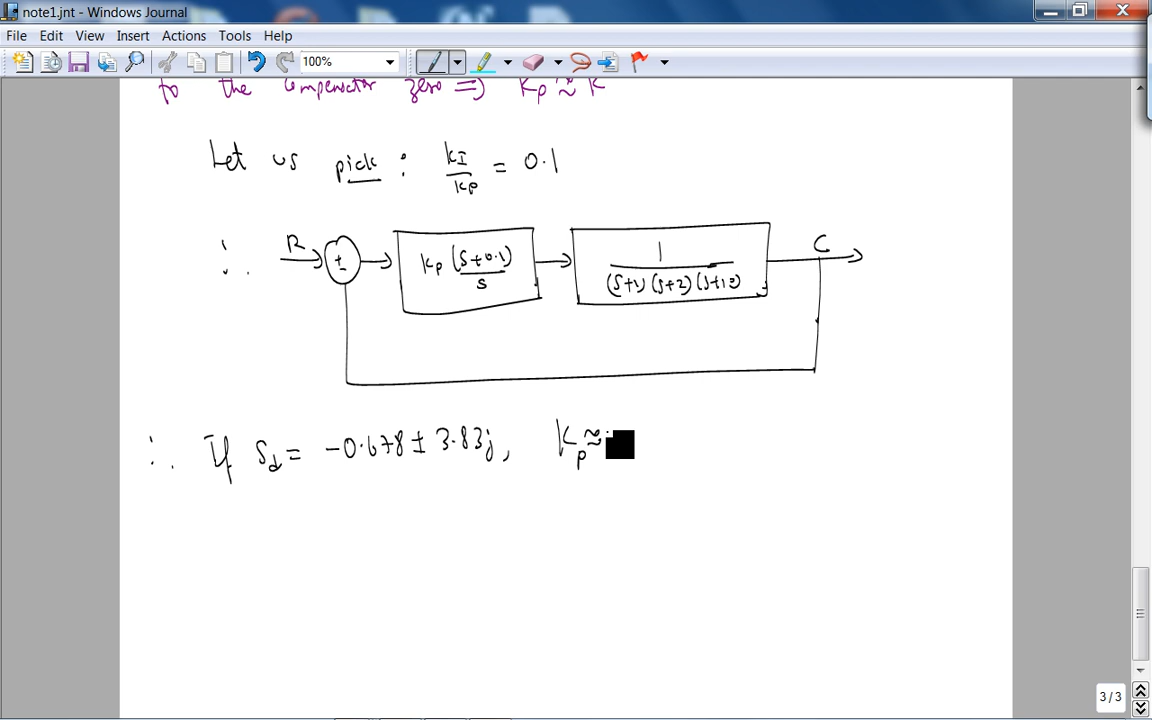 note1.jnt - Windows Journal
File Edit View Insert Actions Tools Help
100%
to the compensator zero => Kp ≈ K
Let us pick : KI/Kp = 0.1
∴ R ± Kp (s+0.1)/s 1/((s+1)(s+2)(s+10)) C
∴ If Sd = -0.678 ± 3.83j, Kp ≈
3 / 3